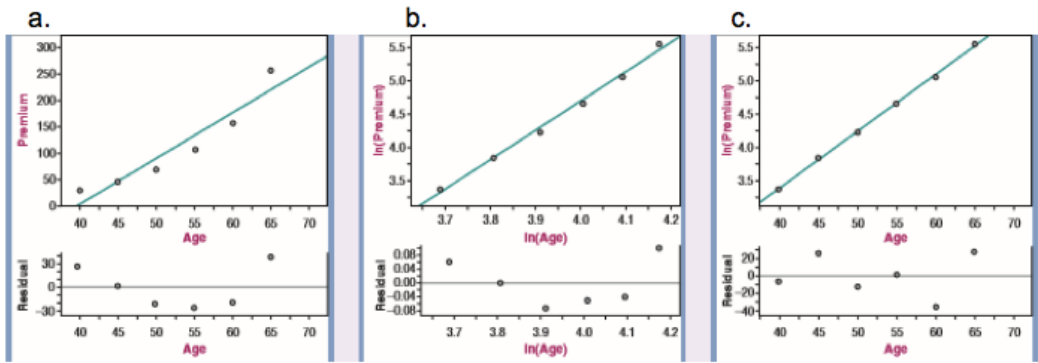 a.
b.
c.
300
250
200
150
100
50
0
Premium
40 45 50 55 60 65 70
Age
30
0
-30
Residual
40 45 50 55 60 65 70
Age
5.5
5.0
4.5
4.0
3.5
ln(Premium)
3.7 3.8 3.9 4.0 4.1 4.2
ln(Age)
0.08
0.04
0.00
-0.04
-0.08
Residual
3.7 3.8 3.9 4.0 4.1 4.2
ln(Age)
5.5
5.0
4.5
4.0
3.5
ln(Premium)
40 45 50 55 60 65 70
Age
20
0
-20
-40
Residual
40 45 50 55 60 65 70
Age